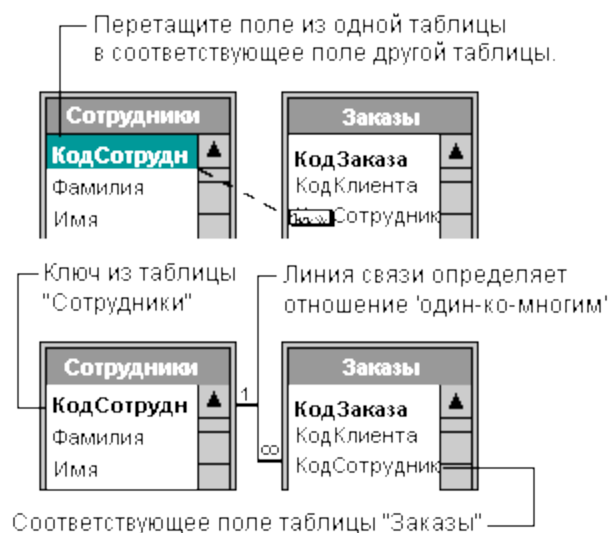 Перетащите поле из одной таблицы
в соответствующее поле другой таблицы.
Сотрудники
Заказы
КодСотрудн
КодЗаказа
Фамилия
КодКлиента
Имя
Сотрудник
Ключ из таблицы
"Сотрудники"
Линия связи определяет
отношение 'один-ко-многим'
Сотрудники
Заказы
КодСотрудн
1
КодЗаказа
Фамилия
КодКлиента
Имя
∞
КодСотрудник
Соответствующее поле таблицы "Заказы"